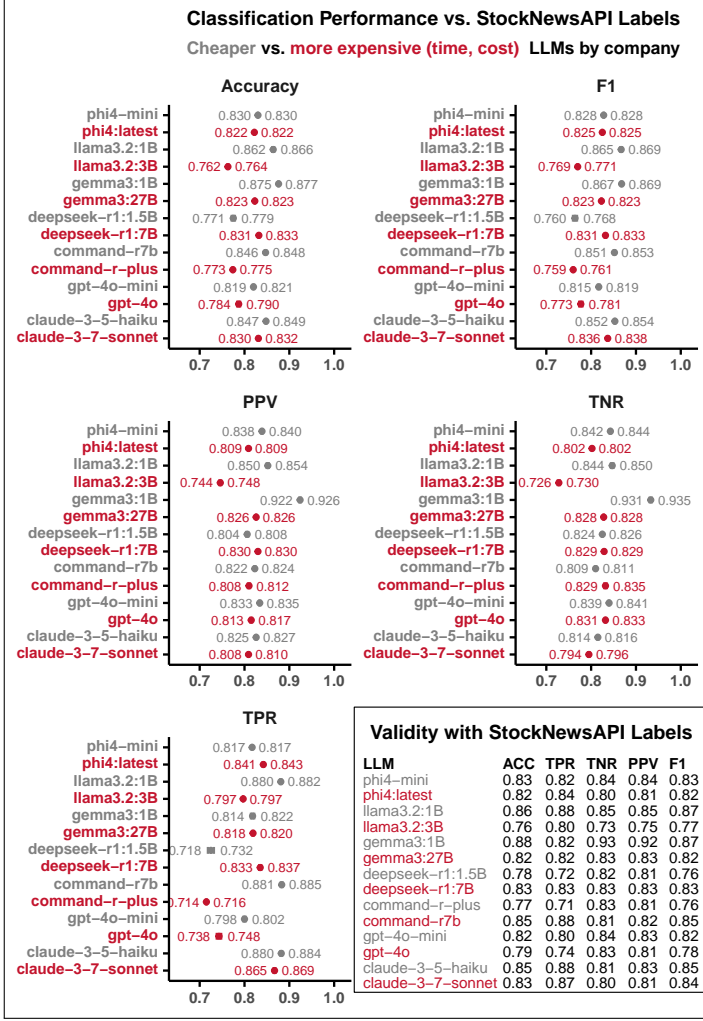 Classification Performance vs. StockNewsAPI Labels
Cheaper vs. more expensive (time, cost) LLMs by company
Accuracy
phi4−mini 0.830 0.830
phi4:latest 0.822 0.822
llama3.2:1B 0.862 0.866
llama3.2:3B 0.762 0.764
gemma3:1B 0.875 0.877
gemma3:27B 0.823 0.823
deepseek−r1:1.5B 0.771 0.779
deepseek−r1:7B 0.831 0.833
command−r7b 0.846 0.848
command−r−plus 0.773 0.775
gpt−4o−mini 0.819 0.821
gpt−4o 0.784 0.790
claude−3−5−haiku 0.847 0.849
claude−3−7−sonnet 0.830 0.832
0.7 0.8 0.9 1.0
F1
phi4−mini 0.828 0.828
phi4:latest 0.825 0.825
llama3.2:1B 0.865 0.869
llama3.2:3B 0.769 0.771
gemma3:1B 0.867 0.869
gemma3:27B 0.823 0.823
deepseek−r1:1.5B 0.760 0.768
deepseek−r1:7B 0.831 0.833
command−r7b 0.851 0.853
command−r−plus 0.759 0.761
gpt−4o−mini 0.815 0.819
gpt−4o 0.773 0.781
claude−3−5−haiku 0.852 0.854
claude−3−7−sonnet 0.836 0.838
0.7 0.8 0.9 1.0
PPV
phi4−mini 0.838 0.840
phi4:latest 0.809 0.809
llama3.2:1B 0.850 0.854
llama3.2:3B 0.744 0.748
gemma3:1B 0.922 0.926
gemma3:27B 0.826 0.826
deepseek−r1:1.5B 0.804 0.808
deepseek−r1:7B 0.830 0.830
command−r7b 0.822 0.824
command−r−plus 0.808 0.812
gpt−4o−mini 0.833 0.835
gpt−4o 0.813 0.817
claude−3−5−haiku 0.825 0.827
claude−3−7−sonnet 0.808 0.810
0.7 0.8 0.9 1.0
TNR
phi4−mini 0.842 0.844
phi4:latest 0.802 0.802
llama3.2:1B 0.844 0.850
llama3.2:3B 0.726 0.730
gemma3:1B 0.931 0.935
gemma3:27B 0.828 0.828
deepseek−r1:1.5B 0.824 0.826
deepseek−r1:7B 0.829 0.829
command−r7b 0.809 0.811
command−r−plus 0.829 0.835
gpt−4o−mini 0.839 0.841
gpt−4o 0.831 0.833
claude−3−5−haiku 0.814 0.816
claude−3−7−sonnet 0.794 0.796
0.7 0.8 0.9 1.0
TPR
phi4−mini 0.817 0.817
phi4:latest 0.841 0.843
llama3.2:1B 0.880 0.882
llama3.2:3B 0.797 0.797
gemma3:1B 0.814 0.822
gemma3:27B 0.818 0.820
deepseek−r1:1.5B 0.718 0.732
deepseek−r1:7B 0.833 0.837
command−r7b 0.881 0.885
command−r−plus 0.714 0.716
gpt−4o−mini 0.798 0.802
gpt−4o 0.738 0.748
claude−3−5−haiku 0.880 0.884
claude−3−7−sonnet 0.865 0.869
0.7 0.8 0.9 1.0
Validity with StockNewsAPI Labels
LLM ACC TPR TNR PPV F1
phi4−mini 0.83 0.82 0.84 0.84 0.83
phi4:latest 0.82 0.84 0.80 0.81 0.82
llama3.2:1B 0.86 0.88 0.85 0.85 0.87
llama3.2:3B 0.76 0.80 0.73 0.75 0.77
gemma3:1B 0.88 0.82 0.93 0.92 0.87
gemma3:27B 0.82 0.82 0.83 0.83 0.82
deepseek−r1:1.5B 0.78 0.72 0.82 0.81 0.76
deepseek−r1:7B 0.83 0.83 0.83 0.83 0.83
command−r−plus 0.77 0.71 0.83 0.81 0.76
command−r7b 0.85 0.88 0.81 0.82 0.85
gpt−4o−mini 0.82 0.80 0.84 0.83 0.82
gpt−4o 0.79 0.74 0.83 0.81 0.78
claude−3−5−haiku 0.85 0.88 0.81 0.83 0.85
claude−3−7−sonnet 0.83 0.87 0.80 0.81 0.84